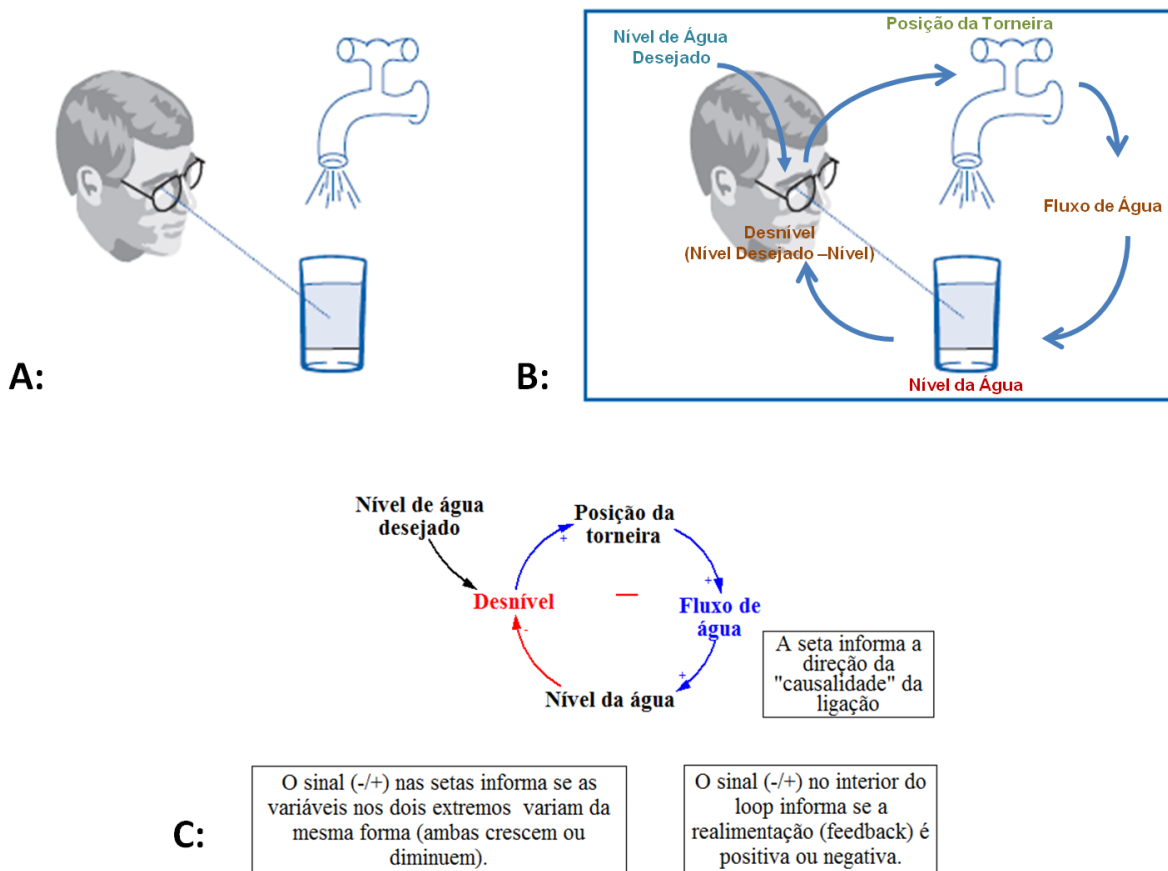 A:
B:
Nível de Água
Desejado
Posição da Torneira
Fluxo de Água
Desnível
(Nível Desejado –Nível)
Nível da Água
Nível de água
desejado
Posição da
torneira
+
+
Desnível
—
Fluxo de
água
-
+
Nível da água
A seta informa a
direção da
"causalidade" da
ligação
C:
O sinal (-/+) nas setas informa se as
variáveis nos dois extremos variam da
mesma forma (ambas crescem ou
diminuem).
O sinal (-/+) no interior do
loop informa se a
realimentação (feedback) é
positiva ou negativa.